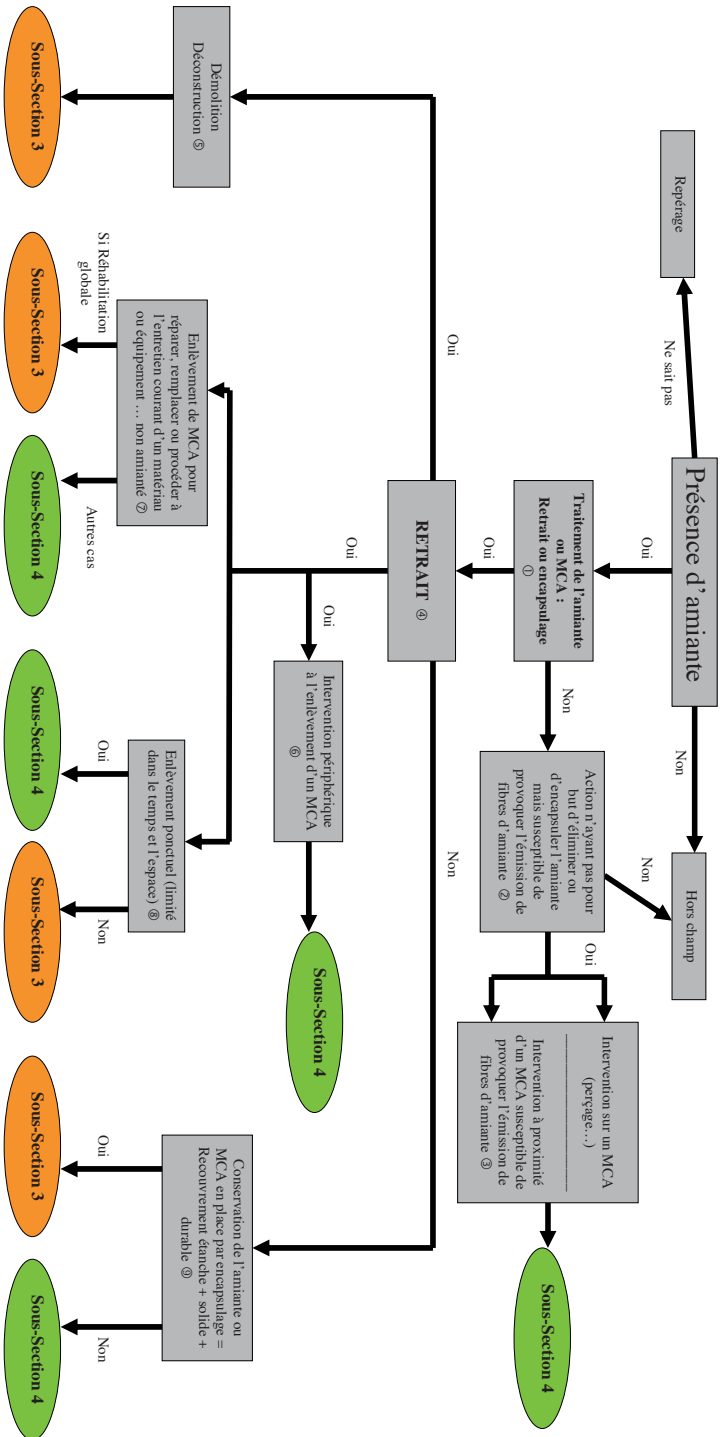 Présence d'amiante
Ne sait pas
Oui
Non
Repérage
Hors champ
Traitement de l'amiante
ou MCA :
Retrait ou encapsulage
①
Non
Action n'ayant pas pour
but d'éliminer ou
d'encapsuler l'amiante
mais susceptible de
provoquer l'émission de
fibres d'amiante ②
Non
Oui
Intervention sur un MCA
(perçage…)
Intervention à proximité
d'un MCA susceptible de
provoquer l'émission de
fibres d'amiante ③
Sous-Section 4
Oui
RETRAIT ④
Oui
Oui
Non
Oui
Intervention périphérique
à l'enlèvement d'un MCA
⑥
Sous-Section 4
Démolition
Déconstruction ⑤
Sous-Section 3
Enlèvement de MCA pour
réparer, remplacer ou procéder à
l'entretien courant d'un matériau
ou équipement … non amianté ⑦
Si Réhabilitation
globale
Autres cas
Sous-Section 3
Sous-Section 4
Enlèvement ponctuel (limité
dans le temps et l'espace) ⑧
Oui
Non
Sous-Section 4
Sous-Section 3
Conservation de l'amiante ou
MCA en place par encapsulage =
Recouvrement étanche + solide +
durable ⑨
Oui
Non
Sous-Section 3
Sous-Section 4